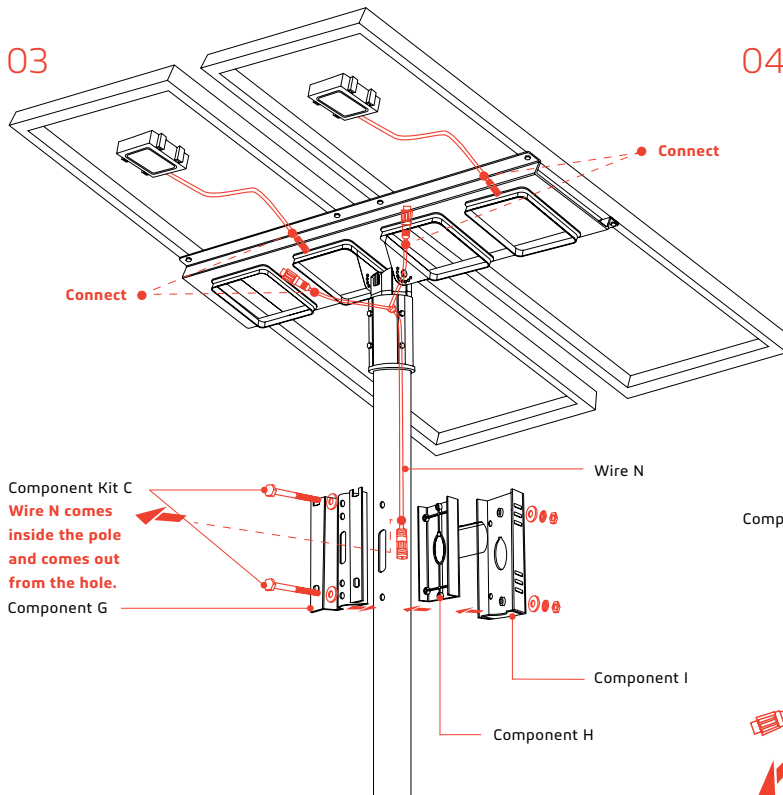 03
04
Connect
Connect
Wire N
Component Kit C
Wire N comes
inside the pole
and comes out
from the hole.
Component G
Comp
Component I
Component H